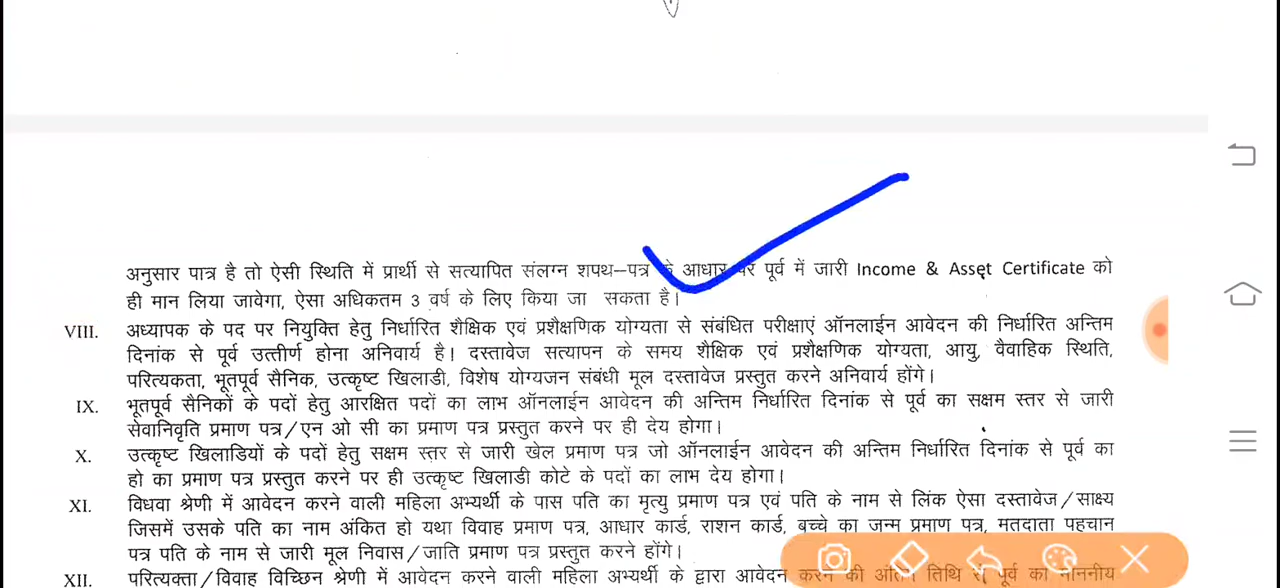 अनुसार पात्र है तो ऐसी स्थिति में प्रार्थी से सत्यापित संलग्न शपथ–पत्र के आधार पर पूर्व में जारी Income & Asset Certificate को
ही मान लिया जावेगा, ऐसा अधिकतम 3 वर्ष के लिए किया जा सकता है।
VIII. अध्यापक के पद पर नियुक्ति हेतु निर्धारित शैक्षिक एवं प्रशैक्षणिक योग्यता से संबंधित परीक्षाएं ऑनलाईन आवेदन की निर्धारित अन्तिम
दिनांक से पूर्व उत्तीर्ण होना अनिवार्य है। दस्तावेज सत्यापन के समय शैक्षिक एवं प्रशैक्षणिक योग्यता, आयु, वैवाहिक स्थिति,
परित्यकता, भूतपूर्व सैनिक, उत्कृष्ट खिलाडी, विशेष योग्यजन संबंधी मूल दस्तावेज प्रस्तुत करने अनिवार्य होंगे।
IX. भूतपूर्व सैनिकों के पदों हेतु आरक्षित पदों का लाभ ऑनलाईन आवेदन की अन्तिम निर्धारित दिनांक से पूर्व का सक्षम स्तर से जारी
सेवानिवृति प्रमाण पत्र/एन ओ सी का प्रमाण पत्र प्रस्तुत करने पर ही देय होगा।
X. उत्कृष्ट खिलाडियों के पदों हेतु सक्षम स्तर से जारी खेल प्रमाण पत्र जो ऑनलाईन आवेदन की अन्तिम निर्धारित दिनांक से पूर्व का
हो का प्रमाण पत्र प्रस्तुत करने पर ही उत्कृष्ट खिलाडी कोटे के पदों का लाभ देय होगा।
XI. विधवा श्रेणी में आवेदन करने वाली महिला अभ्यर्थी के पास पति का मृत्यु प्रमाण पत्र एवं पति के नाम से लिंक ऐसा दस्तावेज/साक्ष्य
जिसमें उसके पति का नाम अंकित हो यथा विवाह प्रमाण पत्र, आधार कार्ड, राशन कार्ड, बच्चे का जन्म प्रमाण पत्र, मतदाता पहचान
पत्र पति के नाम से जारी मूल निवास/जाति प्रमाण पत्र प्रस्तुत करने होंगे।
XII. परित्यक्ता/विवाह विच्छिन श्रेणी में आवेदन करने वाली महिला अभ्यर्थी के द्वारा आवेदन करने की तिथि से पूर्व का माननीय